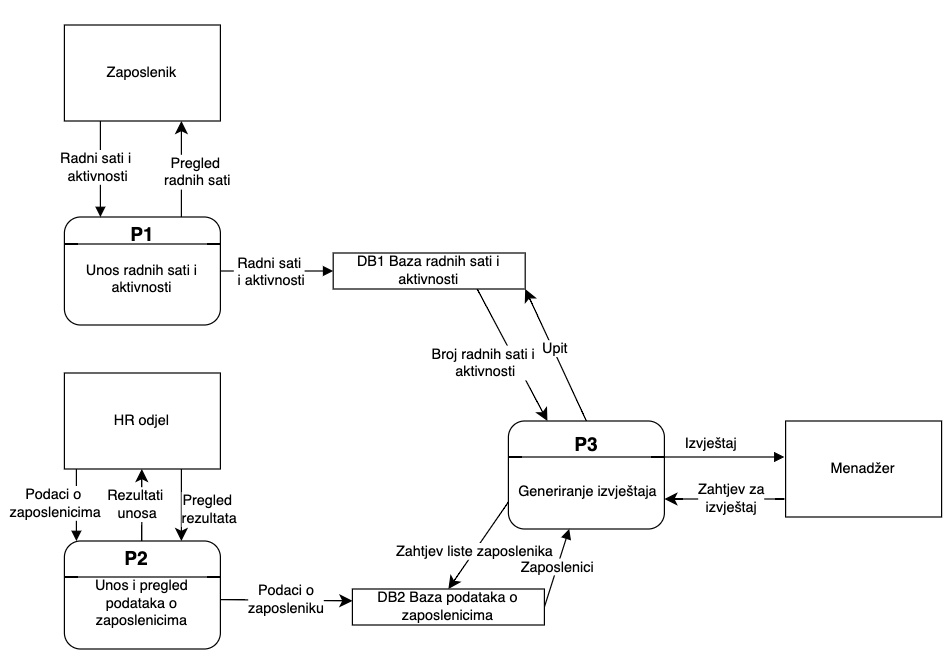 Zaposlenik
Radni sati i
aktivnosti
Pregled
radnih sati
P1
Unos radnih sati i
aktivnosti
Radni sati
i aktivnosti
DB1 Baza radnih sati i
aktivnosti
Broj radnih sati i
aktivnosti
Upit
HR odjel
Podaci o
zaposlenicima
Rezultati
unosa
Pregled
rezultata
P2
Unos i pregled
podataka o
zaposlenicima
Podaci o
zaposleniku
DB2 Baza podataka o
zaposlenicima
Zahtjev liste zaposlenika
Zaposlenici
P3
Generiranje izvještaja
Izvještaj
Zahtjev za
izvještaj
Menadžer